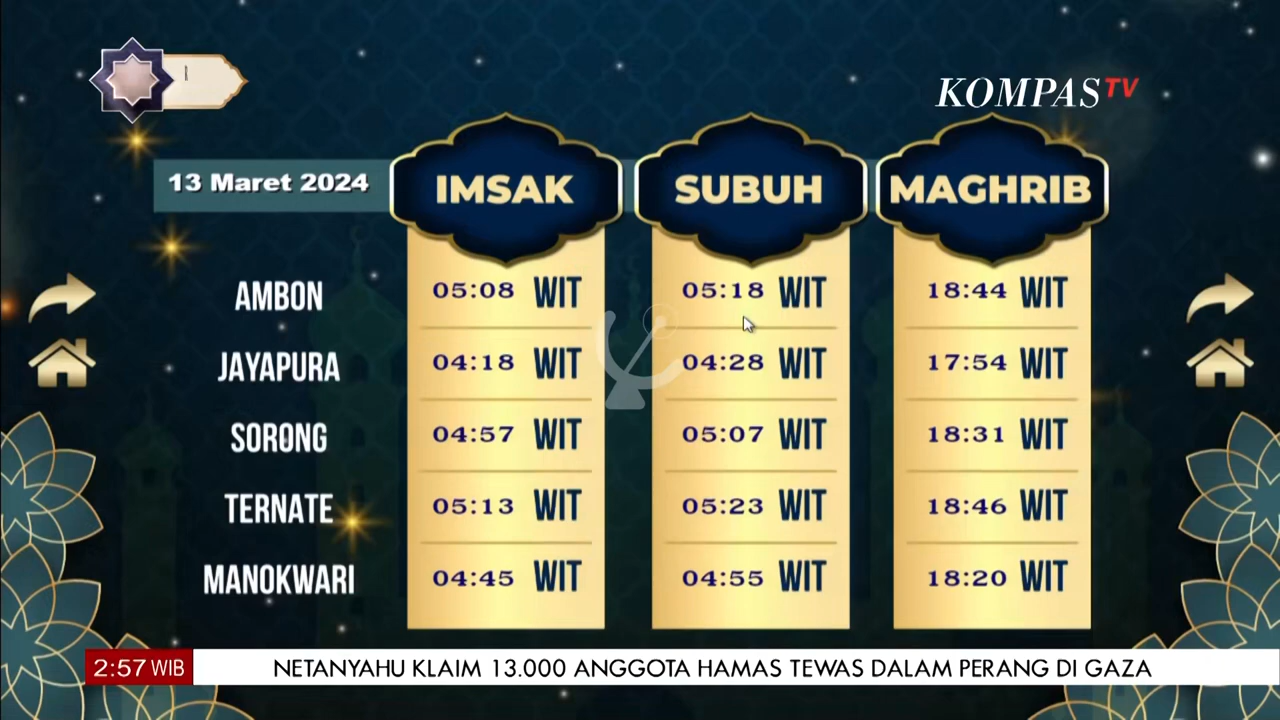 KOMPAS TV
13 Maret 2024 IMSAK SUBUH MAGHRIB
AMBON 05:08 WIT 05:18 WIT 18:44 WIT
JAYAPURA 04:18 WIT 04:28 WIT 17:54 WIT
SORONG 04:57 WIT 05:07 WIT 18:31 WIT
TERNATE 05:13 WIT 05:23 WIT 18:46 WIT
MANOKWARI 04:45 WIT 04:55 WIT 18:20 WIT
2:57 WIB NETANYAHU KLAIM 13.000 ANGGOTA HAMAS TEWAS DALAM PERANG DI GAZA